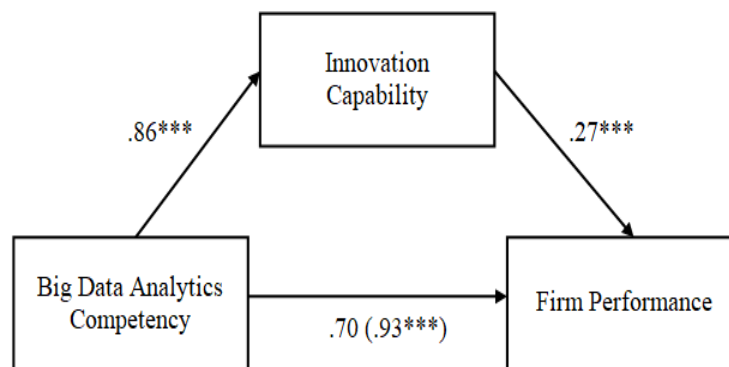 Innovation
Capability
.86***
.27***
Big Data Analytics
Competency
Firm Performance
.70 (.93***)